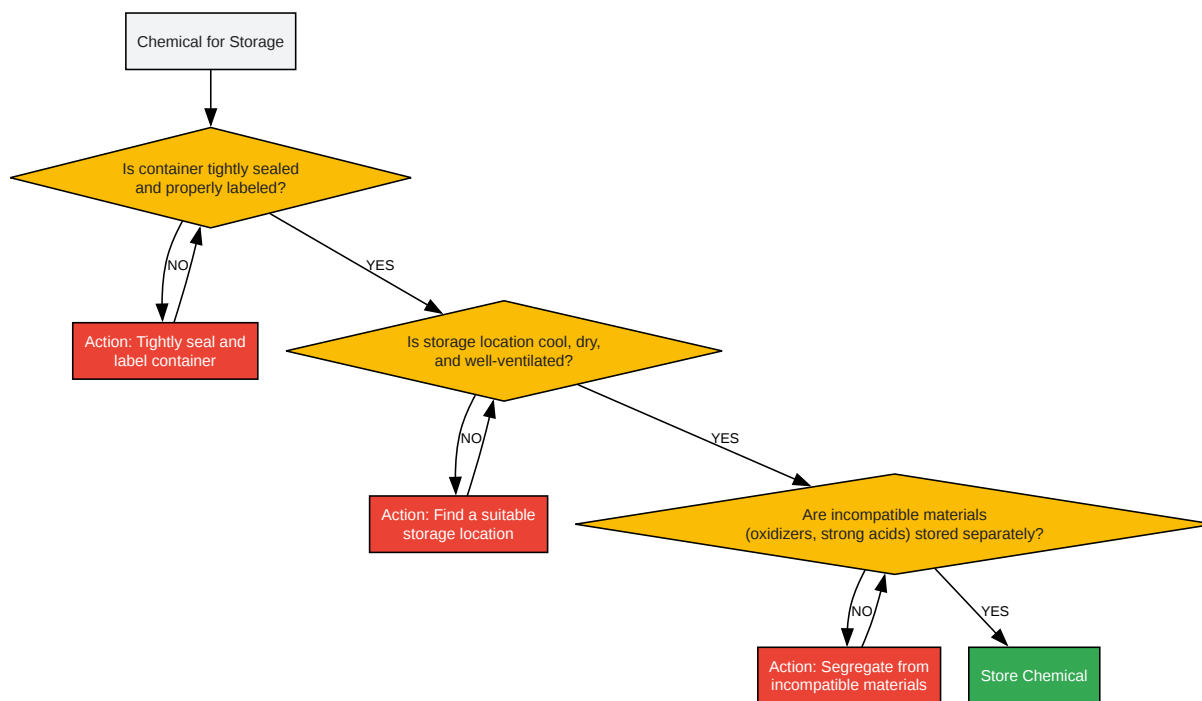 Chemical for Storage
Is container tightly sealed
and properly labeled?
NO
YES
Action: Tightly seal and
label container
Is storage location cool, dry,
and well-ventilated?
NO
YES
Action: Find a suitable
storage location
Are incompatible materials
(oxidizers, strong acids) stored separately?
NO
YES
Action: Segregate from
incompatible materials
Store Chemical